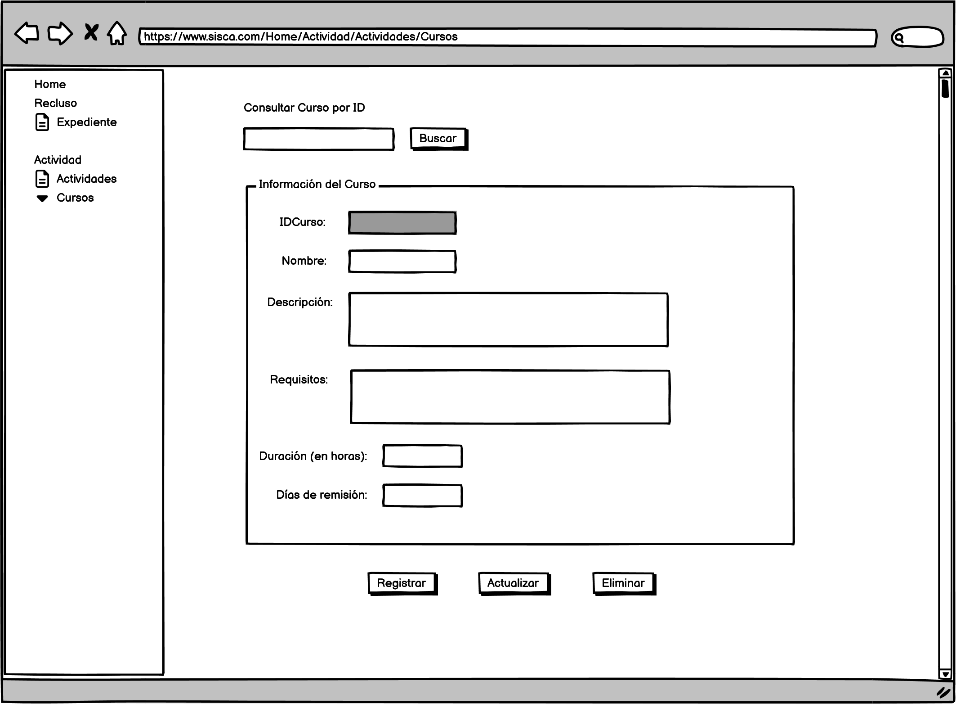 https://www.sisca.com/Home/Actividad/Actividades/Cursos
Home
Recluso
Expediente
Actividad
Actividades
Cursos
Consultar Curso por ID
Buscar
Información del Curso
IDCurso:
Nombre:
Descripción:
Requisitos:
Duración (en horas):
Días de remisión:
Registrar
Actualizar
Eliminar